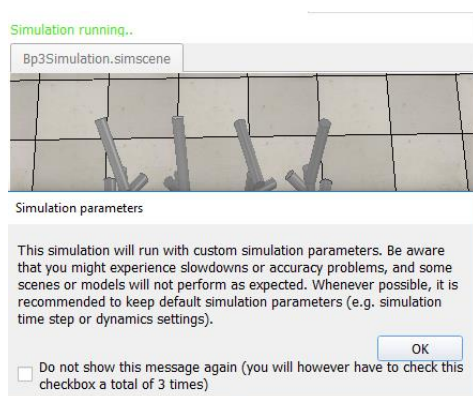 Simulation running..
Bp3Simulation.simscene
Simulation parameters
This simulation will run with custom simulation parameters. Be aware
that you might experience slowdowns or accuracy problems, and some
scenes or models will not perform as expected. Whenever possible, it is
recommended to keep default simulation parameters (e.g. simulation
time step or dynamics settings).
OK
Do not show this message again (you will however have to check this
checkbox a total of 3 times)